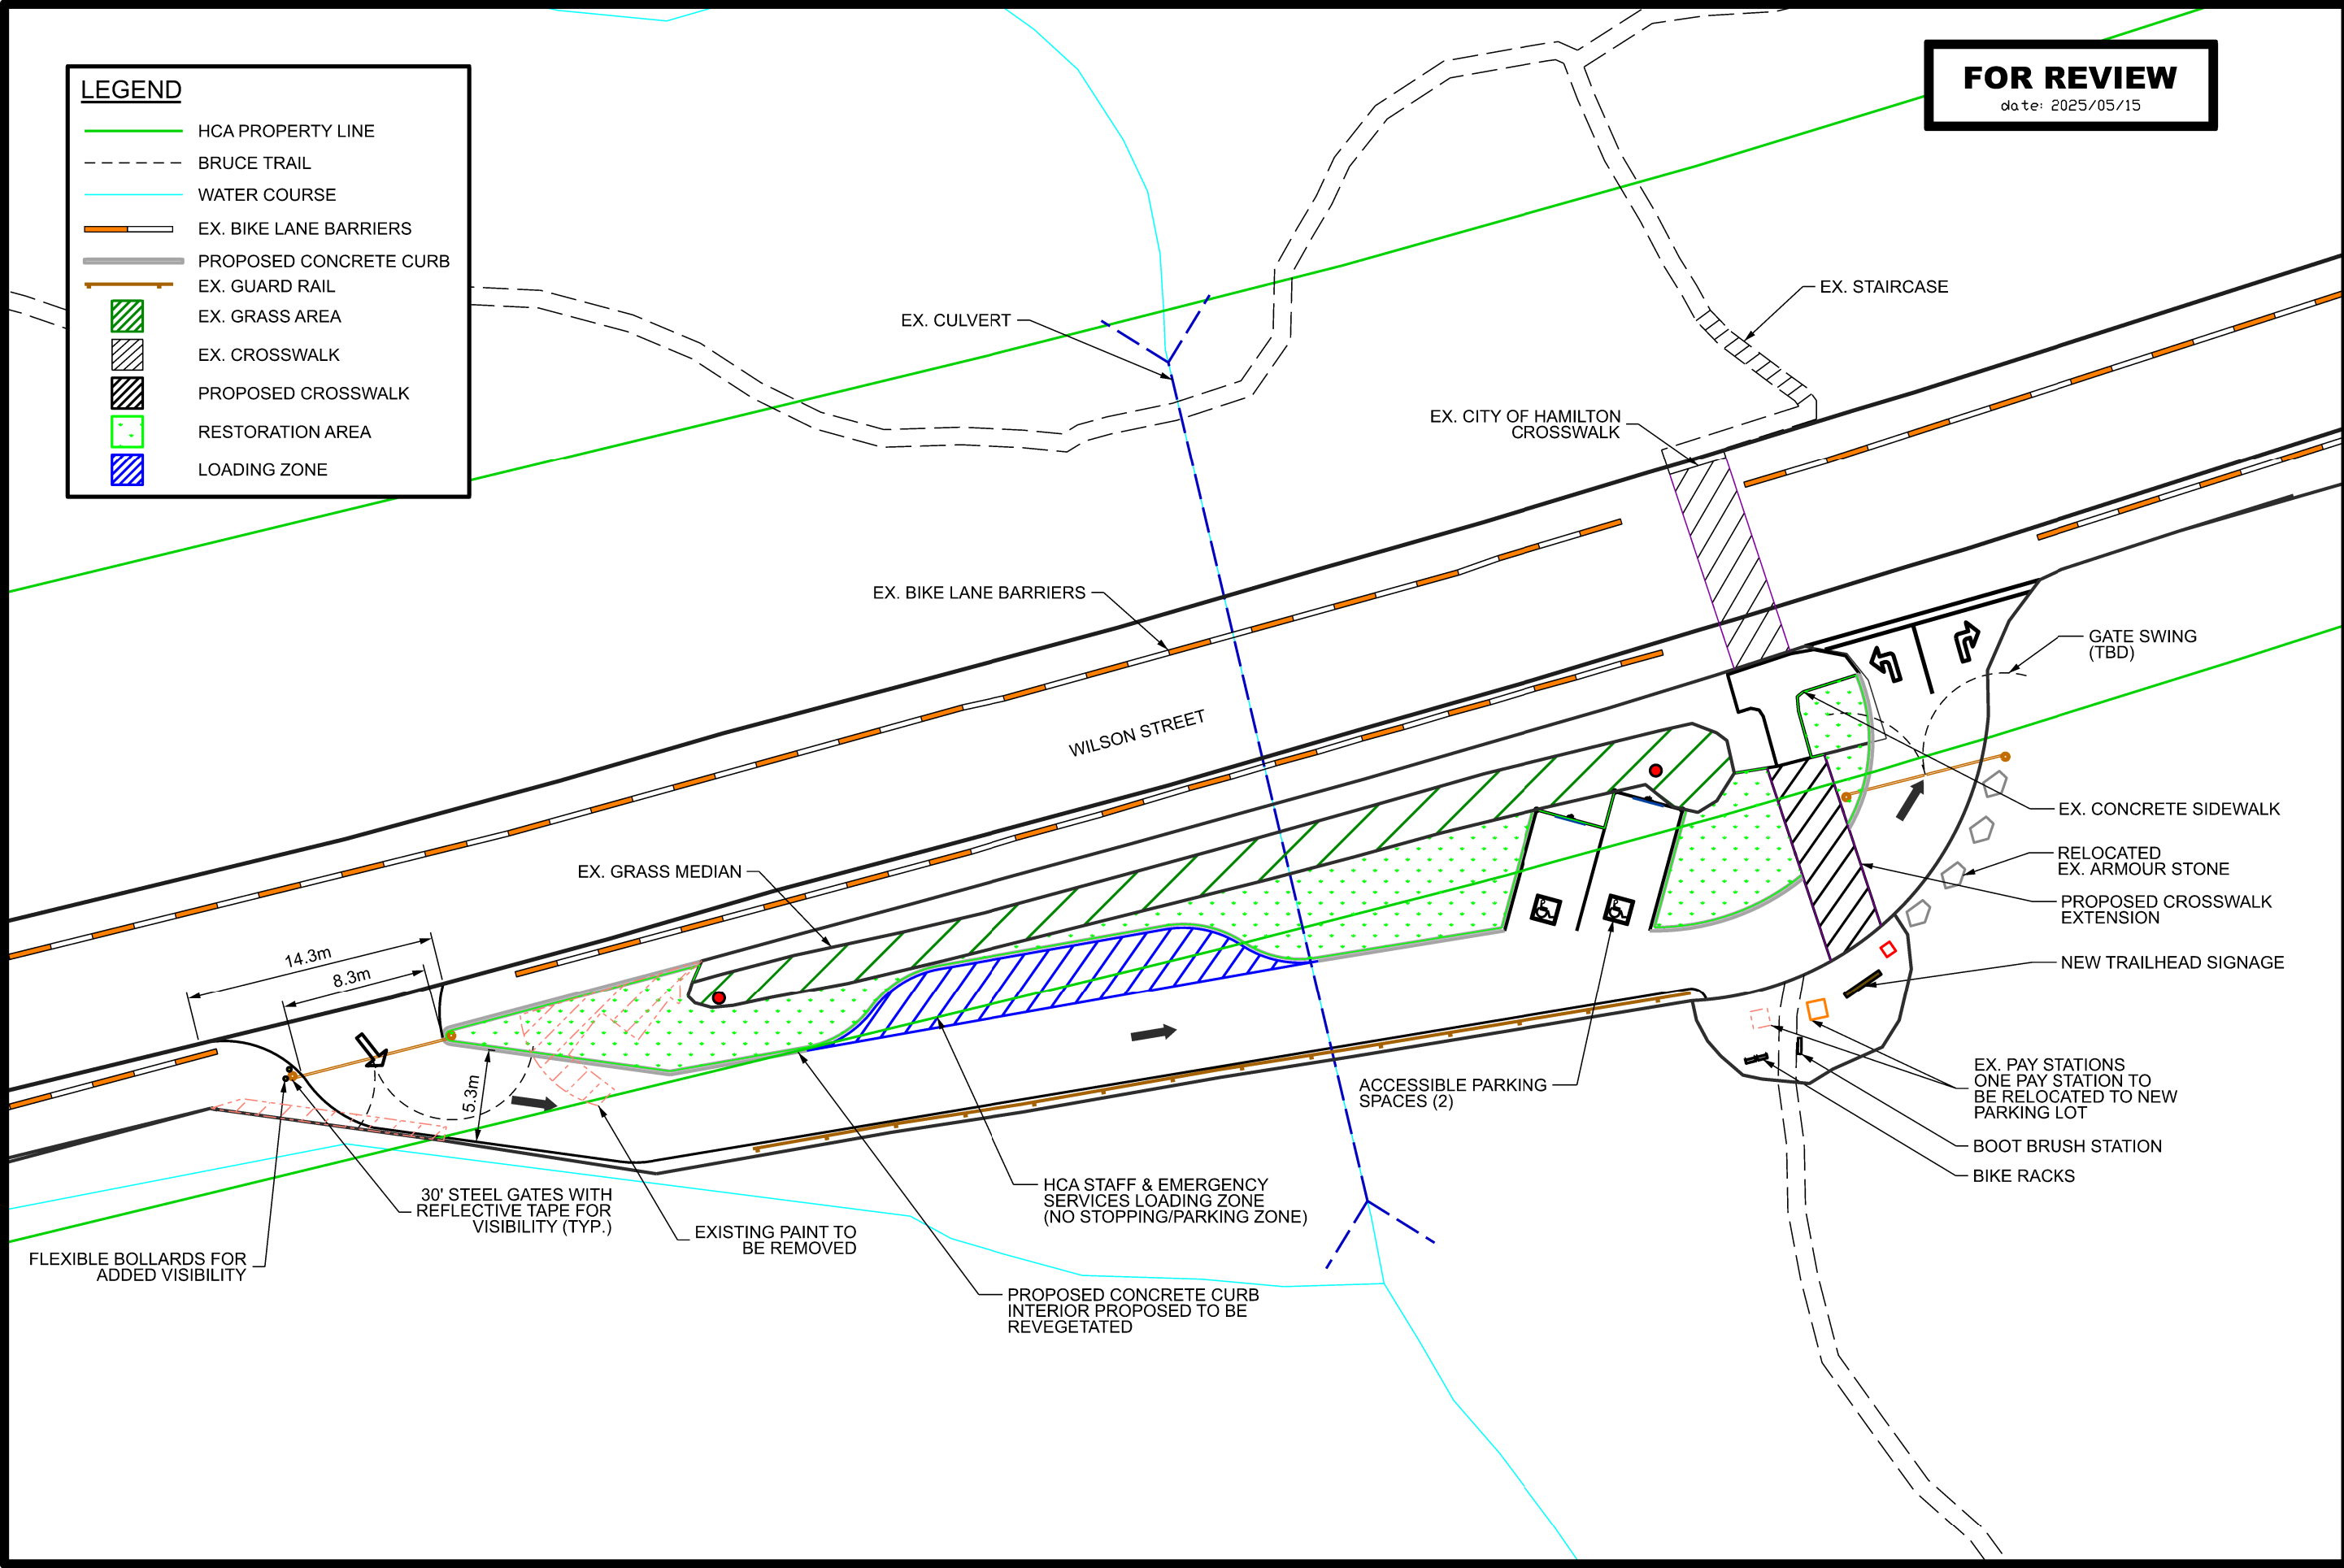 LEGEND
HCA PROPERTY LINE
BRUCE TRAIL
WATER COURSE
EX. BIKE LANE BARRIERS
PROPOSED CONCRETE CURB
EX. GUARD RAIL
EX. GRASS AREA
EX. CROSSWALK
PROPOSED CROSSWALK
RESTORATION AREA
LOADING ZONE
FOR REVIEW
date: 2025/05/15
EX. STAIRCASE
EX. CULVERT
EX. CITY OF HAMILTON
CROSSWALK
EX. BIKE LANE BARRIERS
GATE SWING
(TBD)
WILSON STREET
EX. CONCRETE SIDEWALK
RELOCATED
EX. ARMOUR STONE
EX. GRASS MEDIAN
PROPOSED CROSSWALK
EXTENSION
14.3m
8.3m
NEW TRAILHEAD SIGNAGE
5.3m
ACCESSIBLE PARKING
SPACES (2)
EX. PAY STATIONS
ONE PAY STATION TO
BE RELOCATED TO NEW
PARKING LOT
BOOT BRUSH STATION
BIKE RACKS
HCA STAFF & EMERGENCY
SERVICES LOADING ZONE
(NO STOPPING/PARKING ZONE)
30' STEEL GATES WITH
REFLECTIVE TAPE FOR
VISIBILITY (TYP.)
EXISTING PAINT TO
BE REMOVED
FLEXIBLE BOLLARDS FOR
ADDED VISIBILITY
PROPOSED CONCRETE CURB
INTERIOR PROPOSED TO BE
REVEGETATED